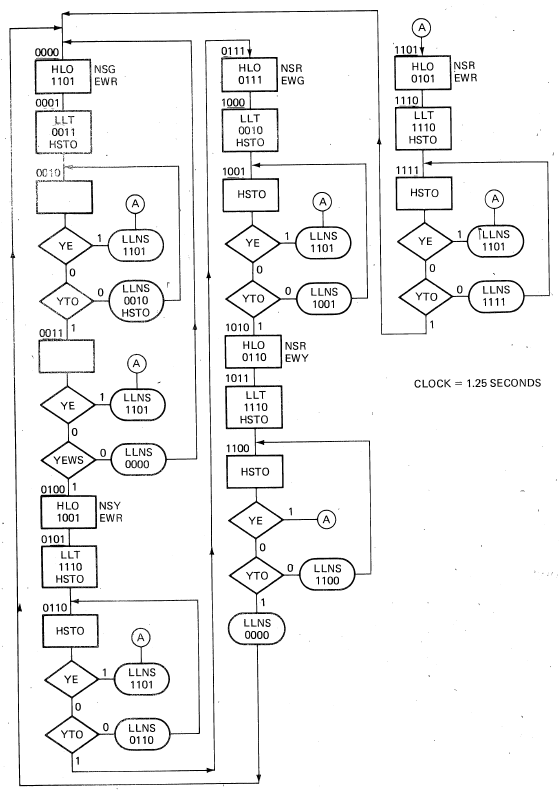 0000
HLO
1101
NSG
EWR
0001
LLT
0011
HSTO
0010
YE
1
A
LLNS
1101
0
YTO
0
LLNS
0010
HSTO
1
0011
YE
1
A
LLNS
1101
0
YEWS
0
LLNS
0000
1
0100
HLO
1001
NSY
EWR
0101
LLT
1110
HSTO
0110
HSTO
YE
1
A
LLNS
1101
0
YTO
0
LLNS
0110
1
0111
HLO
0111
NSR
EWG
1000
LLT
0010
HSTO
1001
HSTO
YE
1
A
LLNS
1101
0
YTO
0
LLNS
1001
1010
1
HLO
0110
NSR
EWY
1011
LLT
1110
HSTO
1100
HSTO
YE
1
A
0
YTO
0
LLNS
1100
1
LLNS
0000
A
1101
HLO
0101
NSR
EWR
1110
LLT
1110
HSTO
1111
HSTO
YE
1
A
LLNS
1101
0
YTO
0
LLNS
1111
1
CLOCK = 1.25 SECONDS